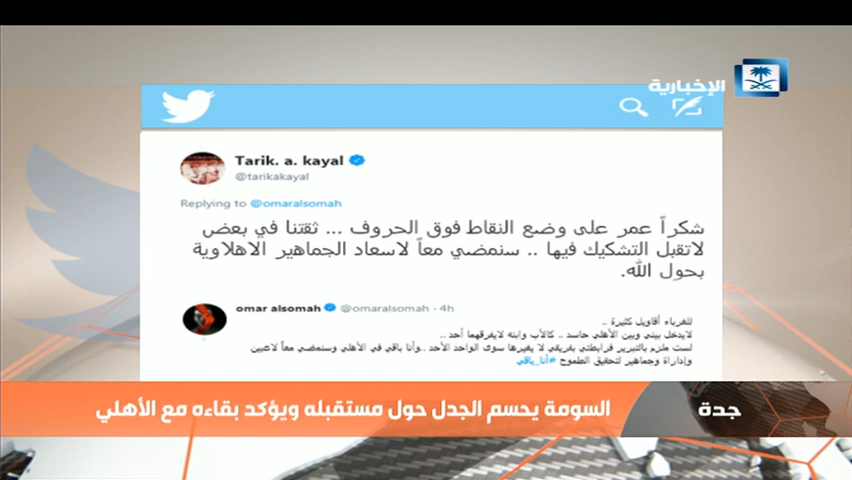 الإخبارية
Tarik. a. kayal
@tarikakayal
Replying to @omaralsomah
شكراً عمر على وضع النقاط فوق الحروف ... ثقتنا في بعض
لاتقبل التشكيك فيها .. سنمضي معاً لاسعاد الجماهير الاهلاوية
بحول الله.
omar alsomah @omaralsomah - 4h
للغرباء أقاويل كثيرة ..
لايدخل بيني وبين الأهلي حاسد .. كالأب وابنه لايفرقهما أحد ..
لست ملزم بالتبرير فرابطتي بفريقي لا يغيرها سوى الواحد الأحد ..وأنا باقي في الأهلي وسنمضي معاً لاعبين
وإدارة وجماهير لتحقيق الطموح #أنا_باقي
جدة
السومة يحسم الجدل حول مستقبله ويؤكد بقاءه مع الأهلي